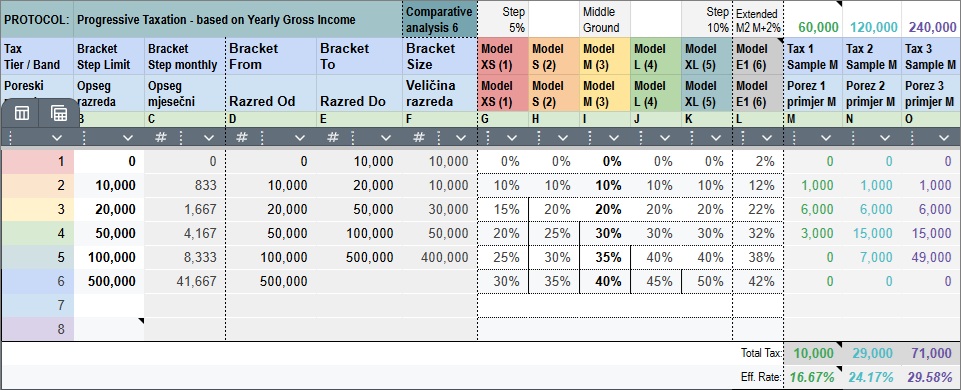 PROTOCOL: Progressive Taxation - based on Yearly Gross Income Comparative analysis 6 Step 5% Middle Ground Step 10% Extended M2 M+2% 60,000 120,000 240,000
Tax Tier / Band Bracket Step Limit Bracket Step monthly Bracket From Bracket To Bracket Size Model XS (1) Model S (2) Model M (3) Model L (4) Model XL (5) Model E1 (6) Tax 1 Sample M Tax 2 Sample M Tax 3 Sample M
Poreski Opseg razreda Opseg mjesečni Razred Od Razred Do Veličina razreda Model XS (1) Model S (2) Model M (3) Model L (4) Model XL (5) Model E1 (6) Porez 1 primjer M Porez 2 primjer M Porez 3 primjer M
B C D E F G H I J K L M N O
# # # #
1 0 0 0 10,000 10,000 0% 0% 0% 0% 0% 2% 0 0 0
2 10,000 833 10,000 20,000 10,000 10% 10% 10% 10% 10% 12% 1,000 1,000 1,000
3 20,000 1,667 20,000 50,000 30,000 15% 20% 20% 20% 20% 22% 6,000 6,000 6,000
4 50,000 4,167 50,000 100,000 50,000 20% 25% 30% 30% 30% 32% 3,000 15,000 15,000
5 100,000 8,333 100,000 500,000 400,000 25% 30% 35% 40% 40% 38% 0 7,000 49,000
6 500,000 41,667 500,000 30% 35% 40% 45% 50% 42% 0 0 0
7
8
Total Tax: 10,000 29,000 71,000
Eff. Rate: 16.67% 24.17% 29.58%